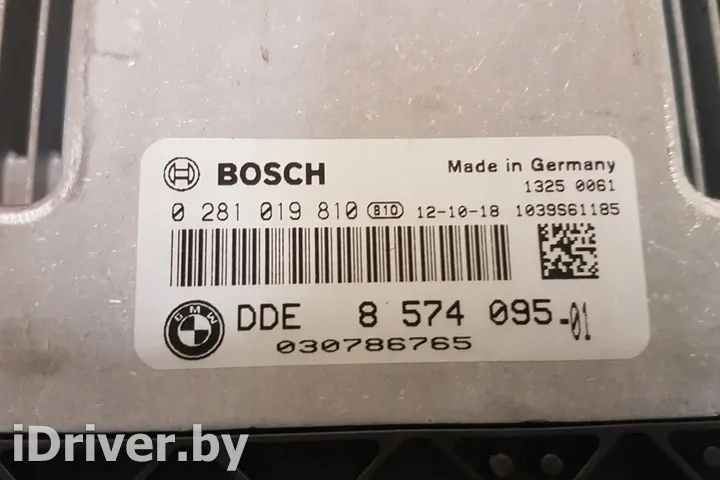 BOSCH
Made in Germany
1325 0061
0 281 019 810 810 12-10-18 1039S61185
BMW DDE 8 574 095-01
030786765
iDriver.by